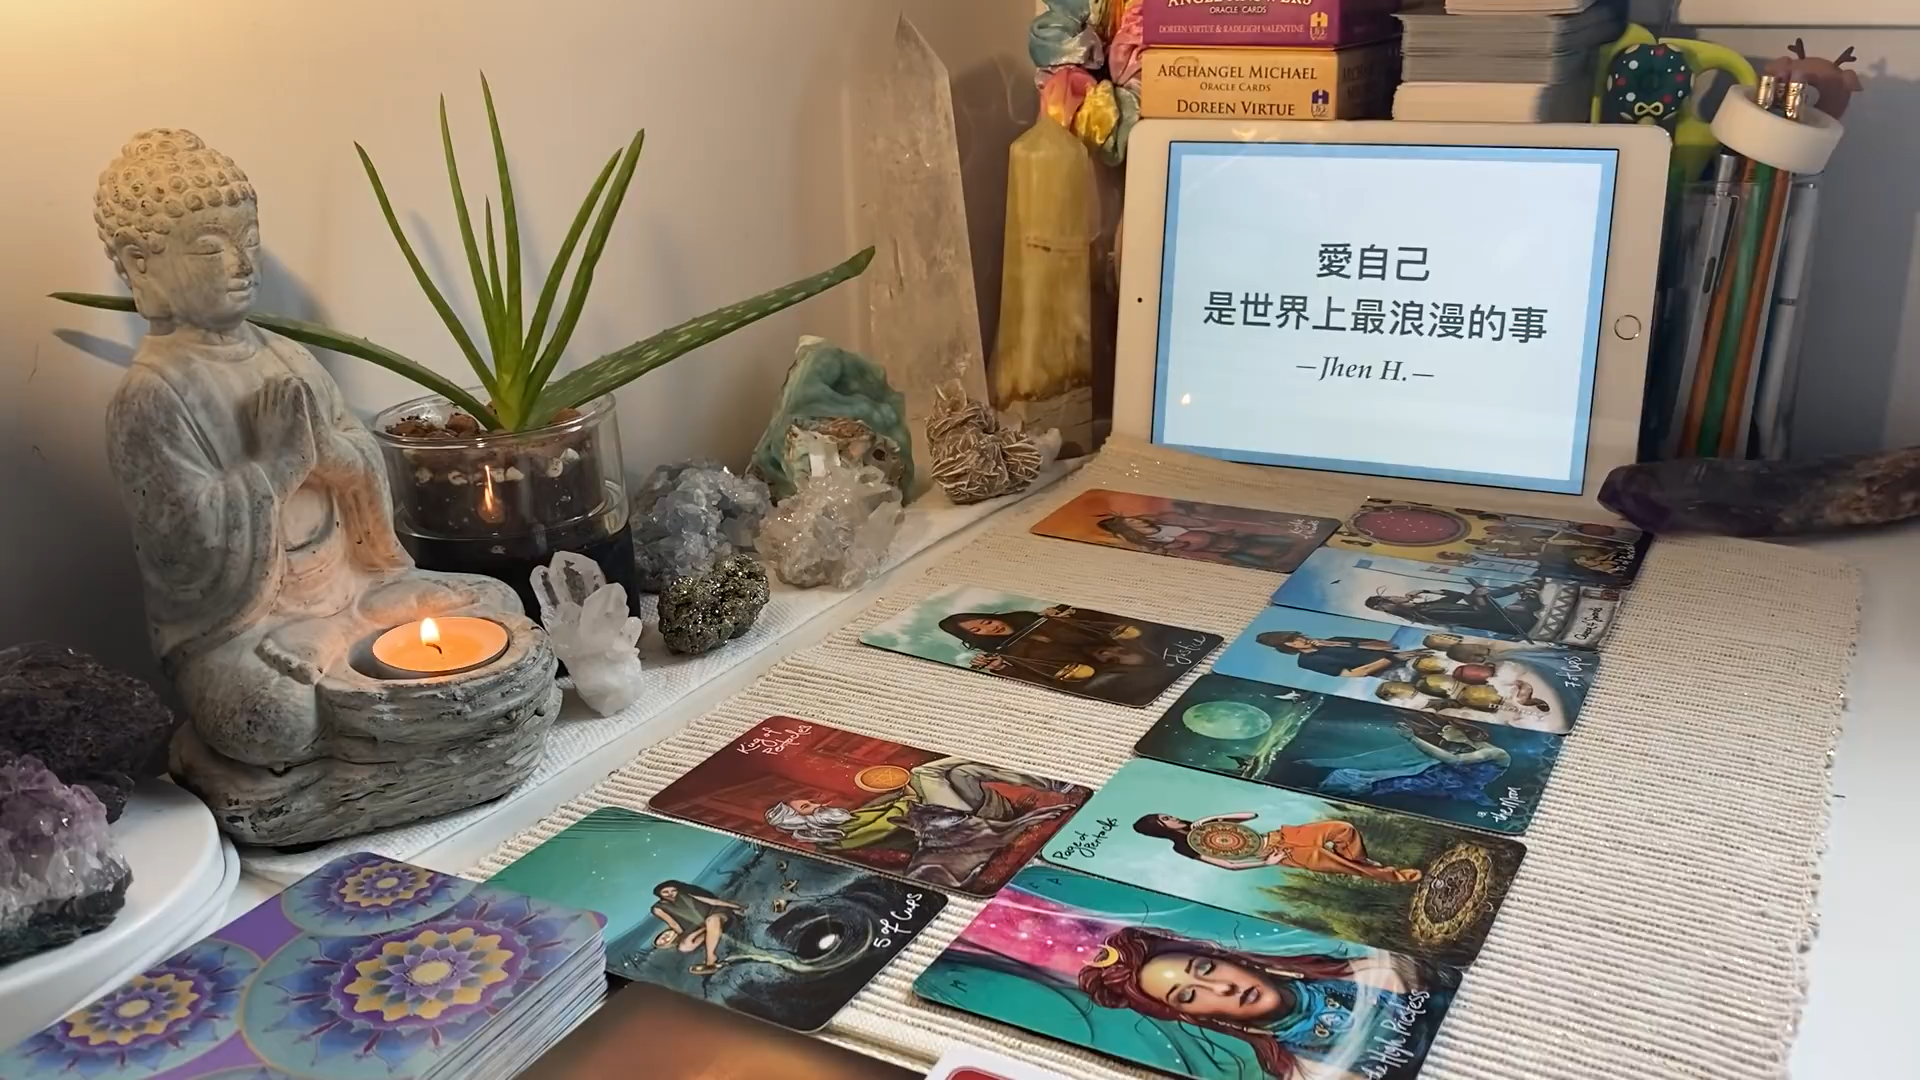 ANGEL ANSWERS
ORACLE CARDS
DOREEN VIRTUE & RADLEIGH VALENTINE
ARCHANGEL MICHAEL
ORACLE CARDS
DOREEN VIRTUE
愛自己
是世界上最浪漫的事
—Jhen H.—
Justice
7 of Cups
the Moon
King of
Pentacles
Page of
Pentacles
5 of Cups
the High Priestess